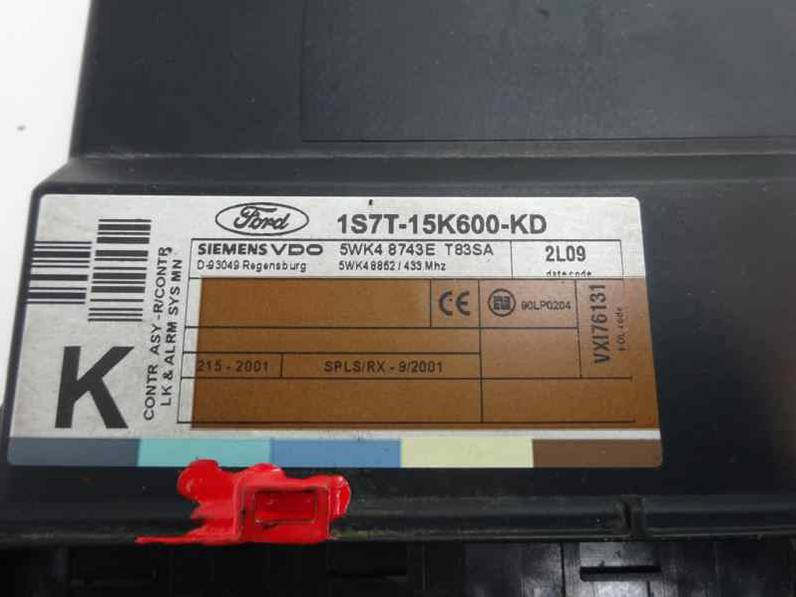 Ford
1S7T-15K600-KD
SIEMENS VDO
5WK4 8743E T83SA
D-93049 Regensburg
5WK48862 / 433 Mhz
2L09
date code
CE
90LP0204
VXI76131
215 - 2001
SPLS/RX - 9/2001
K
CONTR ASY -R/CONTR
LK & ALRM SYS MN